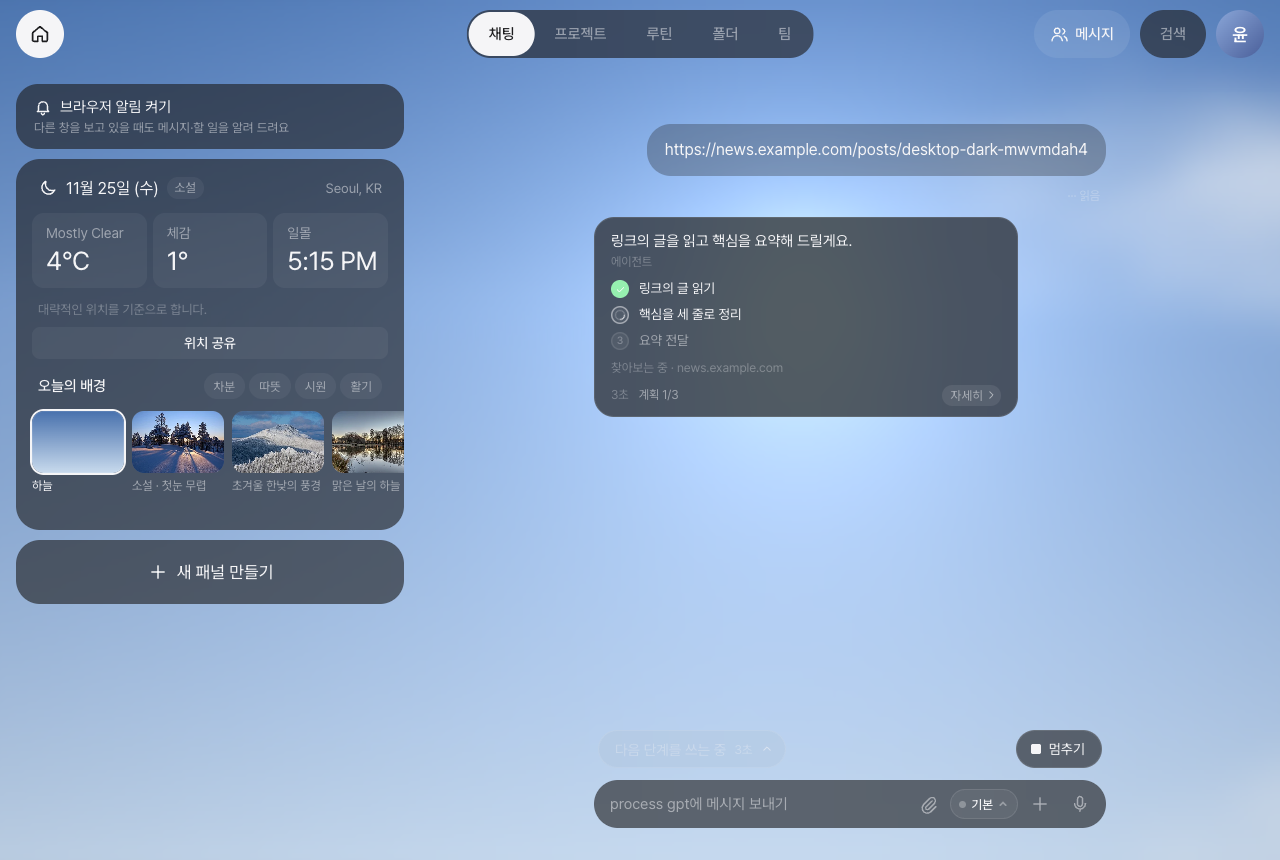 채팅
프로젝트
루틴
폴더
팀
메시지
검색
윤
브라우저 알림 켜기
다른 창을 보고 있을 때도 메시지·할 일을 알려 드려요
11월 25일 (수)
소설
Seoul, KR
Mostly Clear
4°C
체감
1°
일몰
5:15 PM
대략적인 위치를 기준으로 합니다.
위치 공유
오늘의 배경
차분
따뜻
시원
활기
하늘
소설 · 첫눈 무렵
초겨울 한낮의 풍경
맑은 날의 하늘
새 패널 만들기
https://news.example.com/posts/desktop-dark-mwvmdah4
읽음
링크의 글을 읽고 핵심을 요약해 드릴게요.
에이전트
링크의 글 읽기
핵심을 세 줄로 정리
3 요약 전달
찾아보는 중 · news.example.com
3초 계획 1/3
자세히
다음 단계를 쓰는 중 3초
멈추기
process gpt에 메시지 보내기
기본